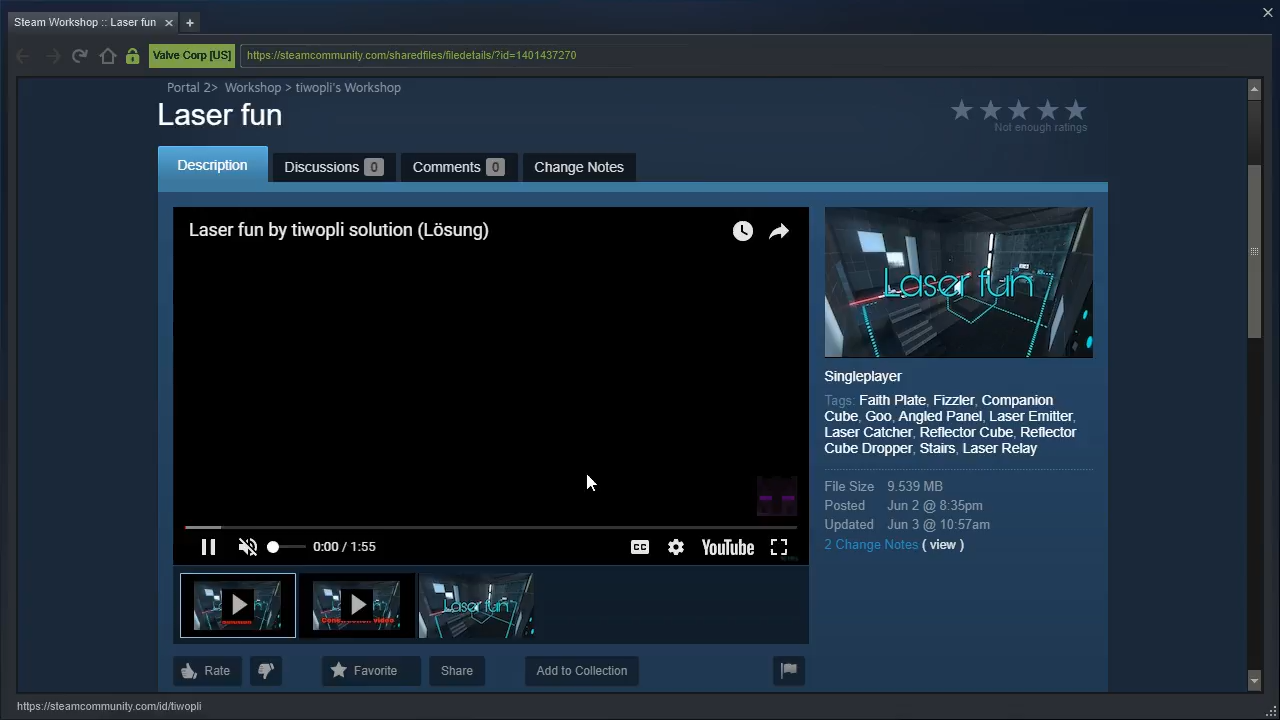 Steam Workshop :: Laser fun
Valve Corp [US]
https://steamcommunity.com/sharedfiles/filedetails/?id=1401437270
Portal 2> Workshop > tiwopli's Workshop
Laser fun
Not enough ratings
Description
Discussions 0
Comments 0
Change Notes
Laser fun by tiwopli solution (Lösung)
Laser fun
Singleplayer
Tags: Faith Plate, Fizzler, Companion
Cube, Goo, Angled Panel, Laser Emitter,
Laser Catcher, Reflector Cube, Reflector
Cube Dropper, Stairs, Laser Relay
File Size 9.539 MB
Posted Jun 2 @ 8:35pm
Updated Jun 3 @ 10:57am
2 Change Notes ( view )
0:00 / 1:55
CC
YouTube
Construction video
Laser fun
Rate
Favorite
Share
Add to Collection
https://steamcommunity.com/id/tiwopli